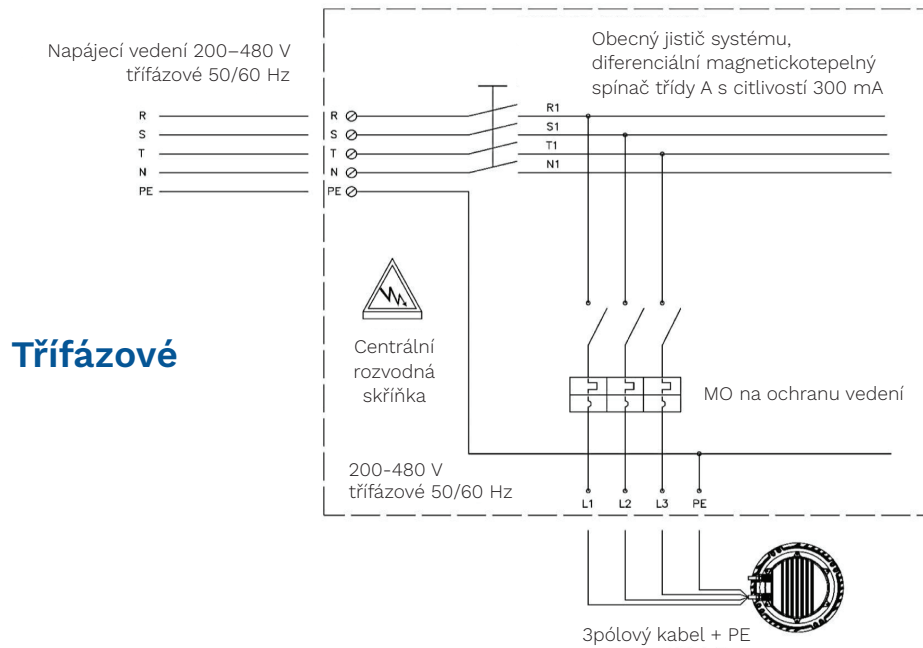 Napájecí vedení 200–480 V
třífázové 50/60 Hz
Obecný jistič systému,
diferenciální magnetickotepelný
spínač třídy A s citlivostí 300 mA
R
R
R1
S
S
S1
T
T
T1
N
N
N1
PE
PE
Třífázové
Centrální
rozvodná
skříňka
MO na ochranu vedení
200-480 V
třífázové 50/60 Hz
L1
L2
L3
PE
3pólový kabel + PE